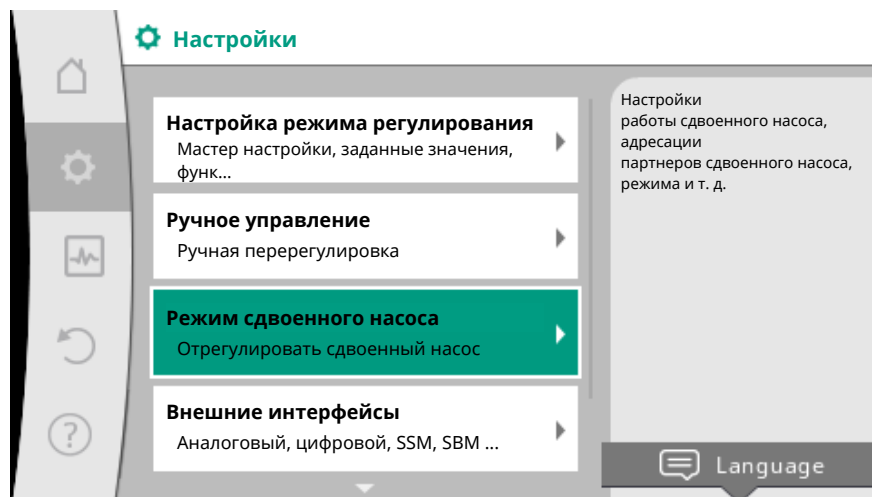 Настройки
Настройка режима регулирования
Мастер настройки, заданные значения,
функ...
Ручное управление
Ручная перерегулировка
Режим сдвоенного насоса
Отрегулировать сдвоенный насос
Внешние интерфейсы
Аналоговый, цифровой, SSM, SBM ...
Настройки
работы сдвоенного насоса,
адресации
партнеров сдвоенного насоса,
режима и т. д.
Language